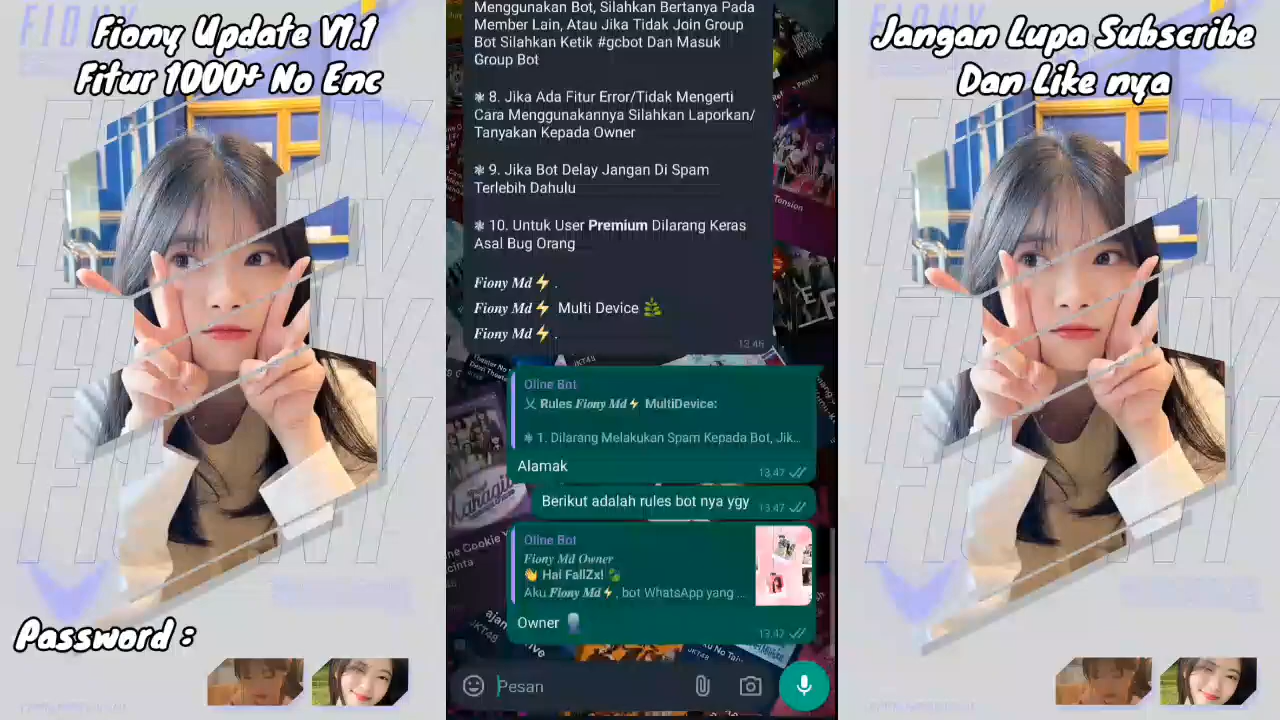 Fiony Update V1.1
Fitur 1000+ No Enc
Password :
Menggunakan Bot, Silahkan Bertanya Pada
Member Lain, Atau Jika Tidak Join Group
Bot Silahkan Ketik #gcbot Dan Masuk
Group Bot
❃ 8. Jika Ada Fitur Error/Tidak Mengerti
Cara Menggunakannya Silahkan Laporkan/
Tanyakan Kepada Owner
❃ 9. Jika Bot Delay Jangan Di Spam
Terlebih Dahulu
❃ 10. Untuk User Premium Dilarang Keras
Asal Bug Orang
Fiony Md⚡ .
Fiony Md⚡ Multi Device 🌿
Fiony Md⚡ .
13.46
Oline Bot
乂 Rules Fiony Md⚡ MultiDevice:
❃ 1. Dilarang Melakukan Spam Kepada Bot, Jik...
Alamak
13.47
Berikut adalah rules bot nya ygy
13.47
Oline Bot
Fiony Md Owner
👋 Hai FallZx!
Aku Fiony Md⚡, bot WhatsApp yang ...
Owner 👤
13.47
Pesan
Jangan Lupa Subscribe
Dan Like nya